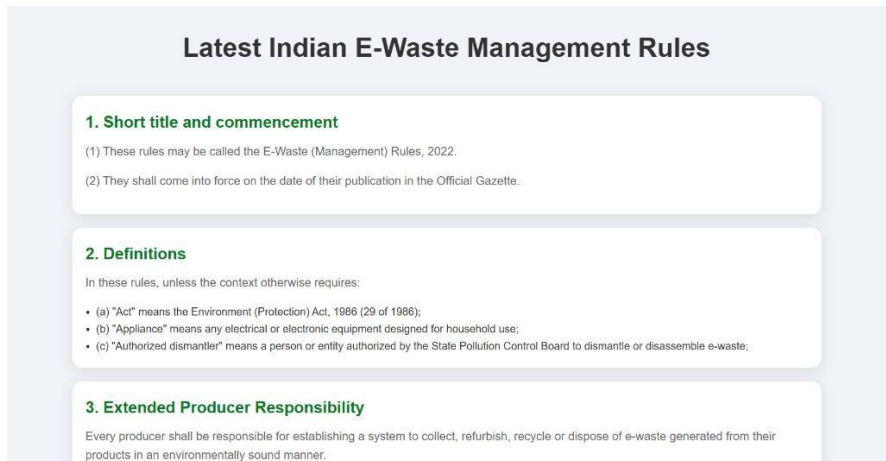 Latest Indian E-Waste Management Rules
1. Short title and commencement
(1) These rules may be called the E-Waste (Management) Rules, 2022.
(2) They shall come into force on the date of their publication in the Official Gazette.
2. Definitions
In these rules, unless the context otherwise requires:
• (a) "Act" means the Environment (Protection) Act, 1986 (29 of 1986);
• (b) "Appliance" means any electrical or electronic equipment designed for household use;
• (c) "Authorized dismantler" means a person or entity authorized by the State Pollution Control Board to dismantle or disassemble e-waste;
3. Extended Producer Responsibility
Every producer shall be responsible for establishing a system to collect, refurbish, recycle or dispose of e-waste generated from their
products in an environmentally sound manner.